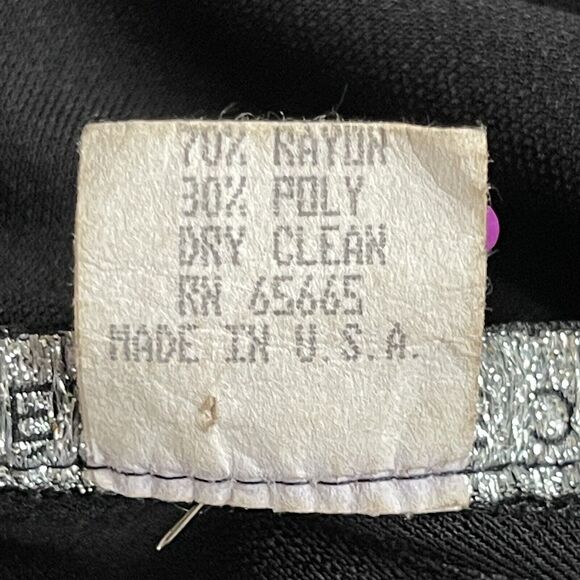 70% RAYON
30% POLY
DRY CLEAN
RN 65665
MADE IN U.S.A.
E